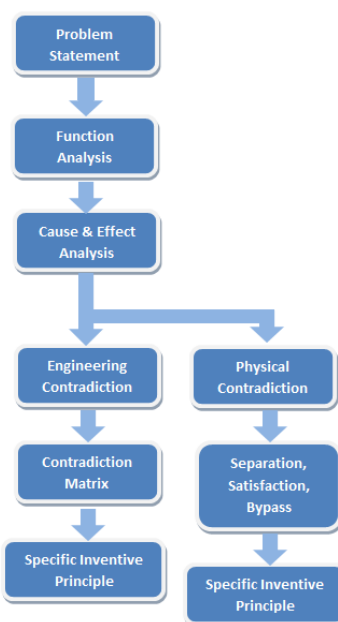 Problem
Statement
Function
Analysis
Cause & Effect
Analysis
Engineering
Contradiction
Contradiction
Matrix
Specific Inventive
Principle
Physical
Contradiction
Separation,
Satisfaction,
Bypass
Specific Inventive
Principle